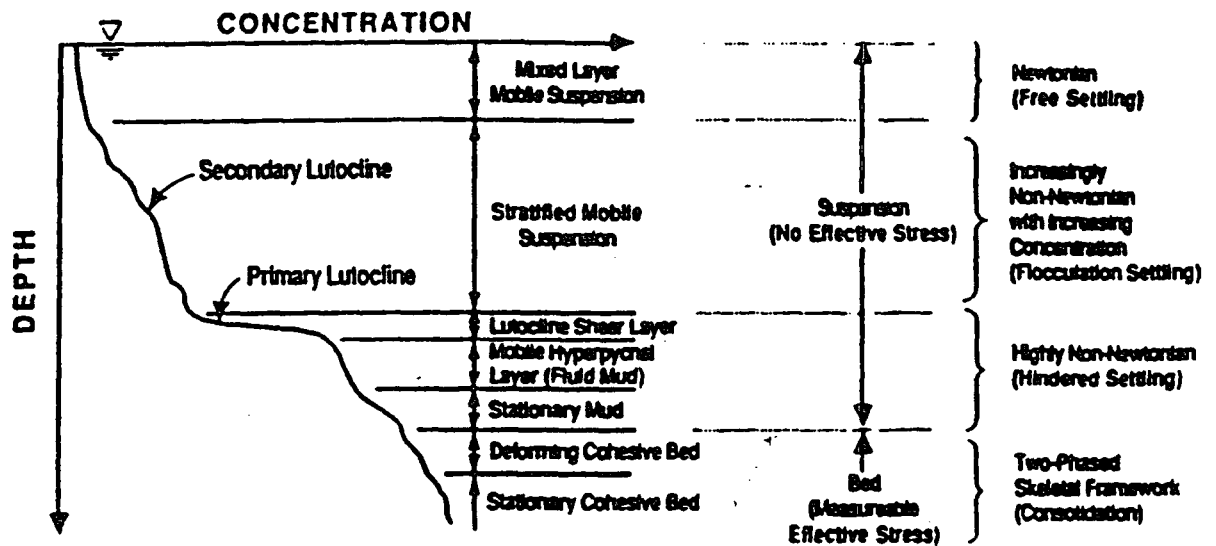 CONCENTRATION
DEPTH
Mixed Layer
Mobile Suspension
Secondary Lutocline
Stratified Mobile
Suspension
Primary Lutocline
Lutocline Shear Layer
Mobile Hyperpycnal
Layer (Fluid Mud)
Stationary Mud
Deforming Cohesive Bed
Stationary Cohesive Bed
Suspension
(No Effective Stress)
Bed
(Measureable
Effective Stress)
Newtonian
(Free Settling)
Increasingly
Non-Newtonian
with Increasing
Concentration
(Flocculation Settling)
Highly Non-Newtonian
(Hindered Settling)
Two-Phased
Skeletal Framework
(Consolidation)